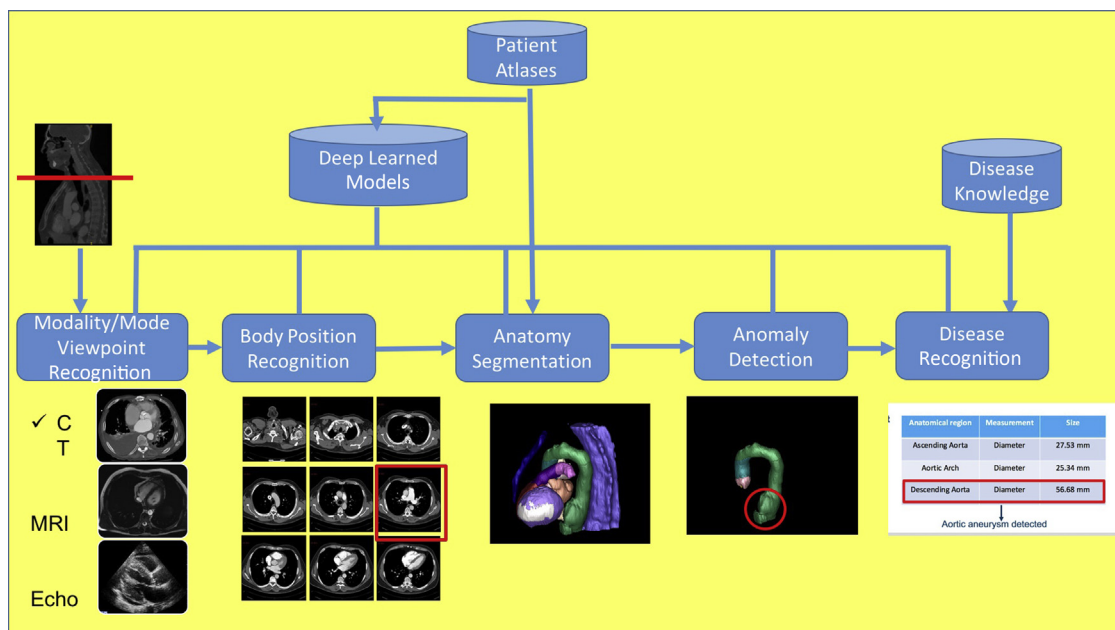 Patient
Atlases
Deep Learned
Models
Disease
Knowledge
Modality/Mode
Viewpoint
Recognition
Body Position
Recognition
Anatomy
Segmentation
Anomaly
Detection
Disease
Recognition
✓ C
T
MRI
Echo
t
Anatomical region Measurement Size
Ascending Aorta Diameter 27.53 mm
Aortic Arch Diameter 25.34 mm
Descending Aorta Diameter 56.68 mm
Aortic aneurysm detected